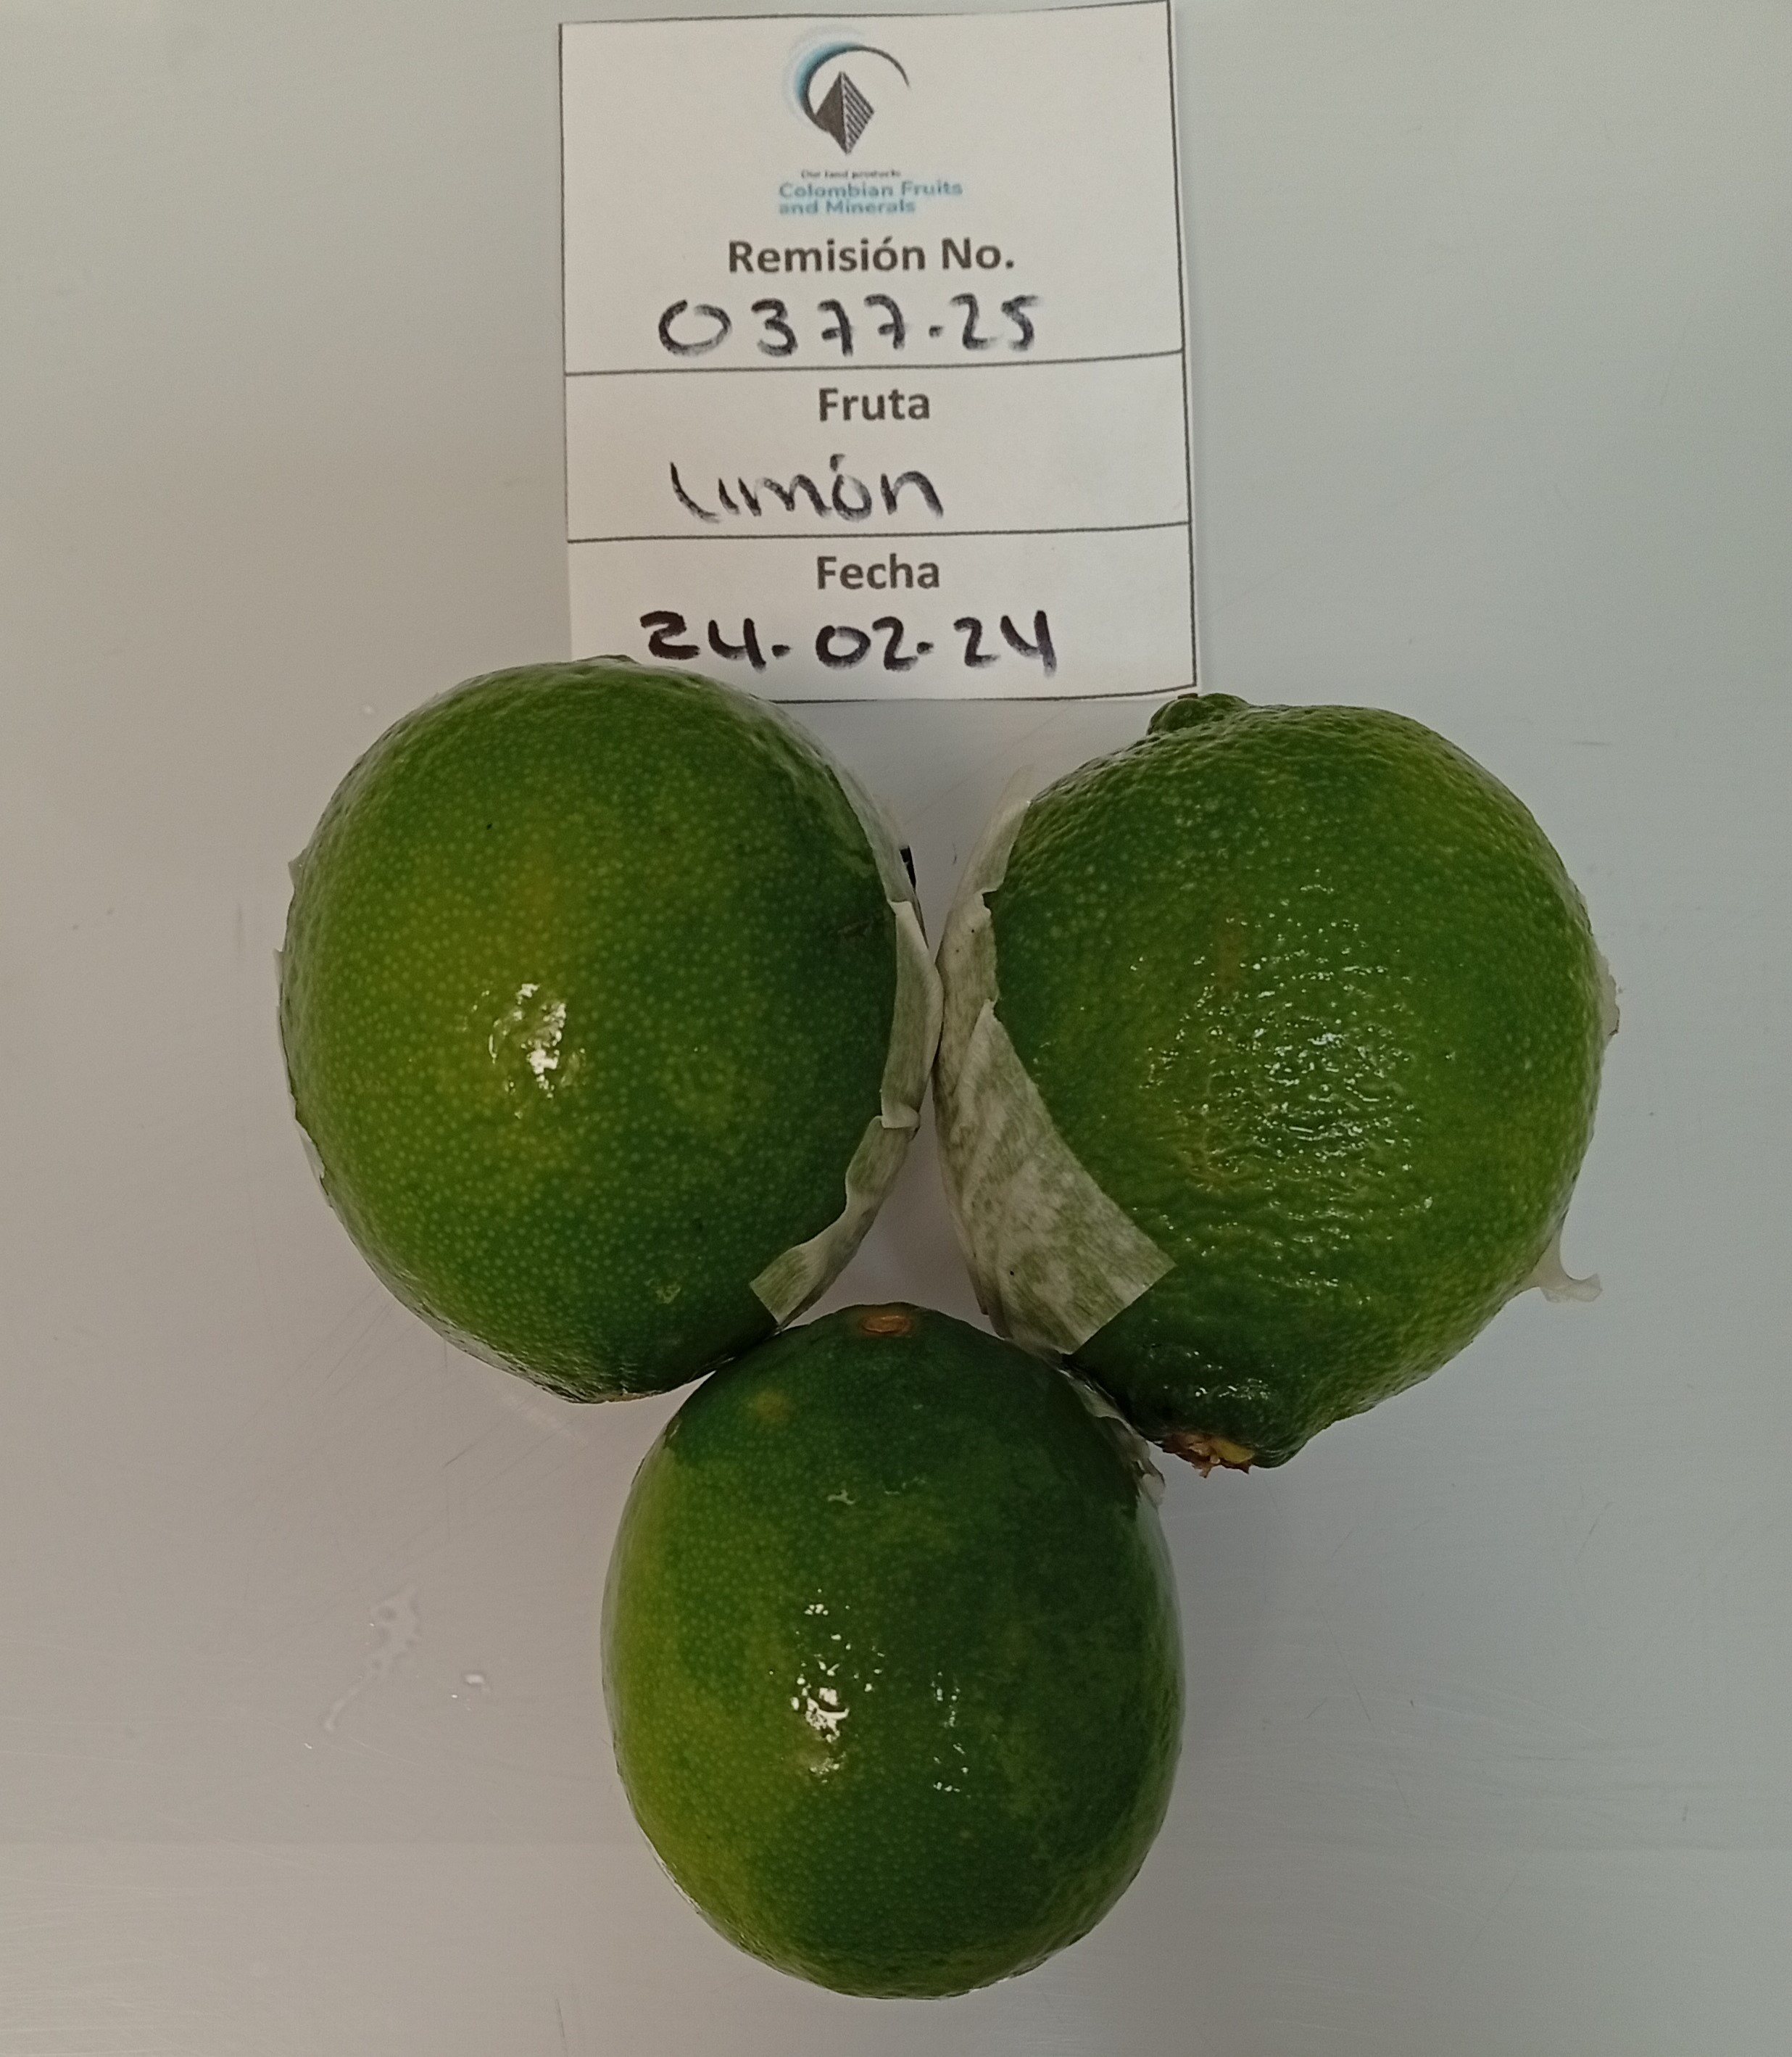 Our land products
Colombian Fruits
and Minerals
Remisión No.
0377-25
Fruta
Limón
Fecha
24-02-24